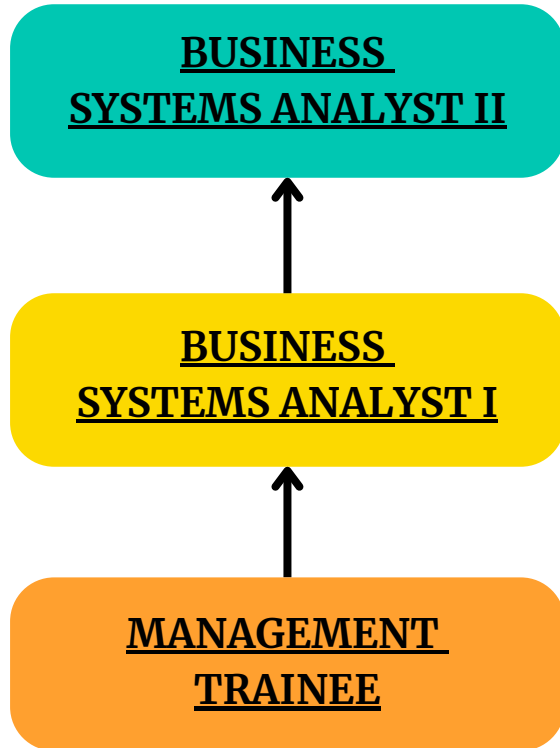 BUSINESS
SYSTEMS ANALYST II
BUSINESS
SYSTEMS ANALYST I
MANAGEMENT
TRAINEE